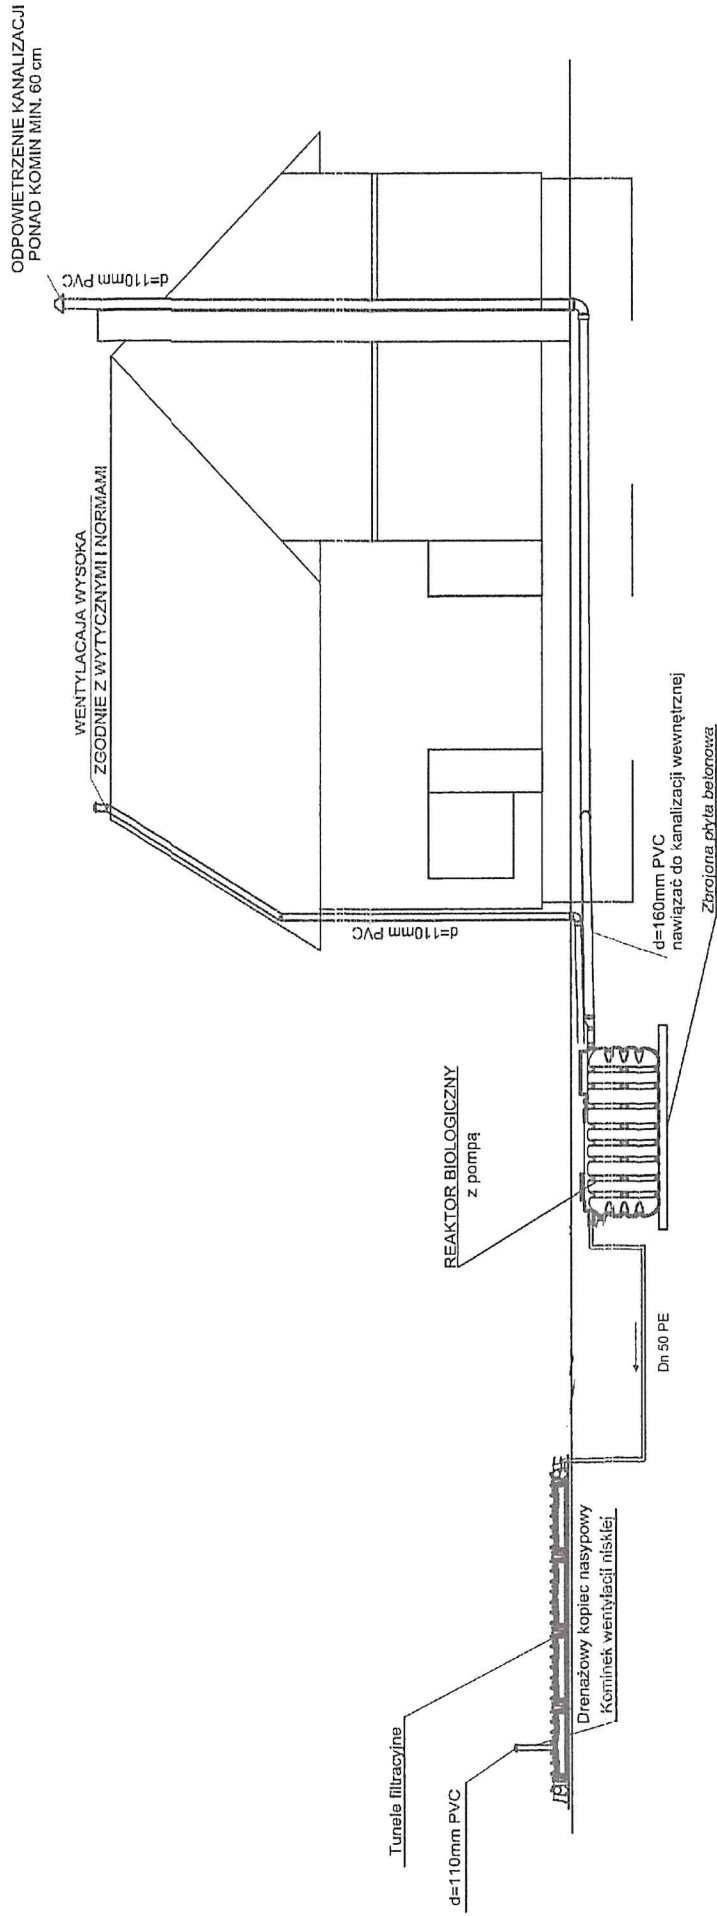 ODPOWIETRZENIE KANALIZACJI
PONAD KOMIN MIN. 60 cm
d=110mm PVC
WENTYLACAJA WYSOKA
ZGODNIE Z WYTYCZNYMI I NORMAMI
d=110mm PVC
d=160mm PVC
nawiązać do kanalizacji wewnętrznej
Zbrojona płyta betonowa
REAKTOR BIOLOGICZNY
z pompą
Dn 50 PE
Tunele filtracyjne
d=110mm PVC
Drenażowy kopiec nasypowy
Kominek wentylacji niskiej